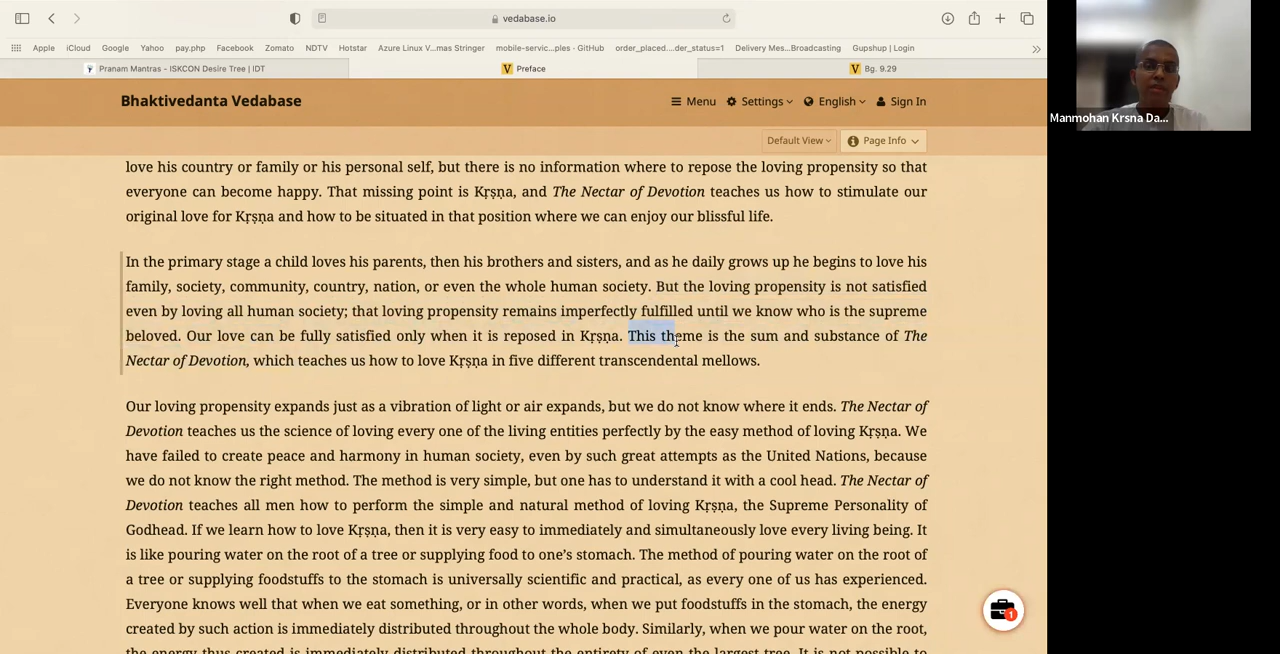 vedabase.io
Apple iCloud Google Yahoo pay.php Facebook Zomato NDTV Hotstar Azure Linux V...mas Stringer mobile-servic...ples · GitHub order_placed....der_status=1 Delivery Mes...Broadcasting Gupshup | Login
Pranam Mantras - ISKCON Desire Tree | IDT
V Preface
V Bg. 9.29
Bhaktivedanta Vedabase
Menu Settings English Sign In
Default View Page Info
love his country or family or his personal self, but there is no information where to repose the loving propensity so that
everyone can become happy. That missing point is Kṛṣṇa, and The Nectar of Devotion teaches us how to stimulate our
original love for Kṛṣṇa and how to be situated in that position where we can enjoy our blissful life.
In the primary stage a child loves his parents, then his brothers and sisters, and as he daily grows up he begins to love his
family, society, community, country, nation, or even the whole human society. But the loving propensity is not satisfied
even by loving all human society; that loving propensity remains imperfectly fulfilled until we know who is the supreme
beloved. Our love can be fully satisfied only when it is reposed in Kṛṣṇa. This theme is the sum and substance of The
Nectar of Devotion, which teaches us how to love Kṛṣṇa in five different transcendental mellows.
Our loving propensity expands just as a vibration of light or air expands, but we do not know where it ends. The Nectar of
Devotion teaches us the science of loving every one of the living entities perfectly by the easy method of loving Kṛṣṇa. We
have failed to create peace and harmony in human society, even by such great attempts as the United Nations, because
we do not know the right method. The method is very simple, but one has to understand it with a cool head. The Nectar of
Devotion teaches all men how to perform the simple and natural method of loving Kṛṣṇa, the Supreme Personality of
Godhead. If we learn how to love Kṛṣṇa, then it is very easy to immediately and simultaneously love every living being. It
is like pouring water on the root of a tree or supplying food to one's stomach. The method of pouring water on the root of
a tree or supplying foodstuffs to the stomach is universally scientific and practical, as every one of us has experienced.
Everyone knows well that when we eat something, or in other words, when we put foodstuffs in the stomach, the energy
created by such action is immediately distributed throughout the whole body. Similarly, when we pour water on the root,
the energy thus created is immediately distributed throughout the entirety of even the largest tree. It is not possible to
1
Manmohan Krsna Da...